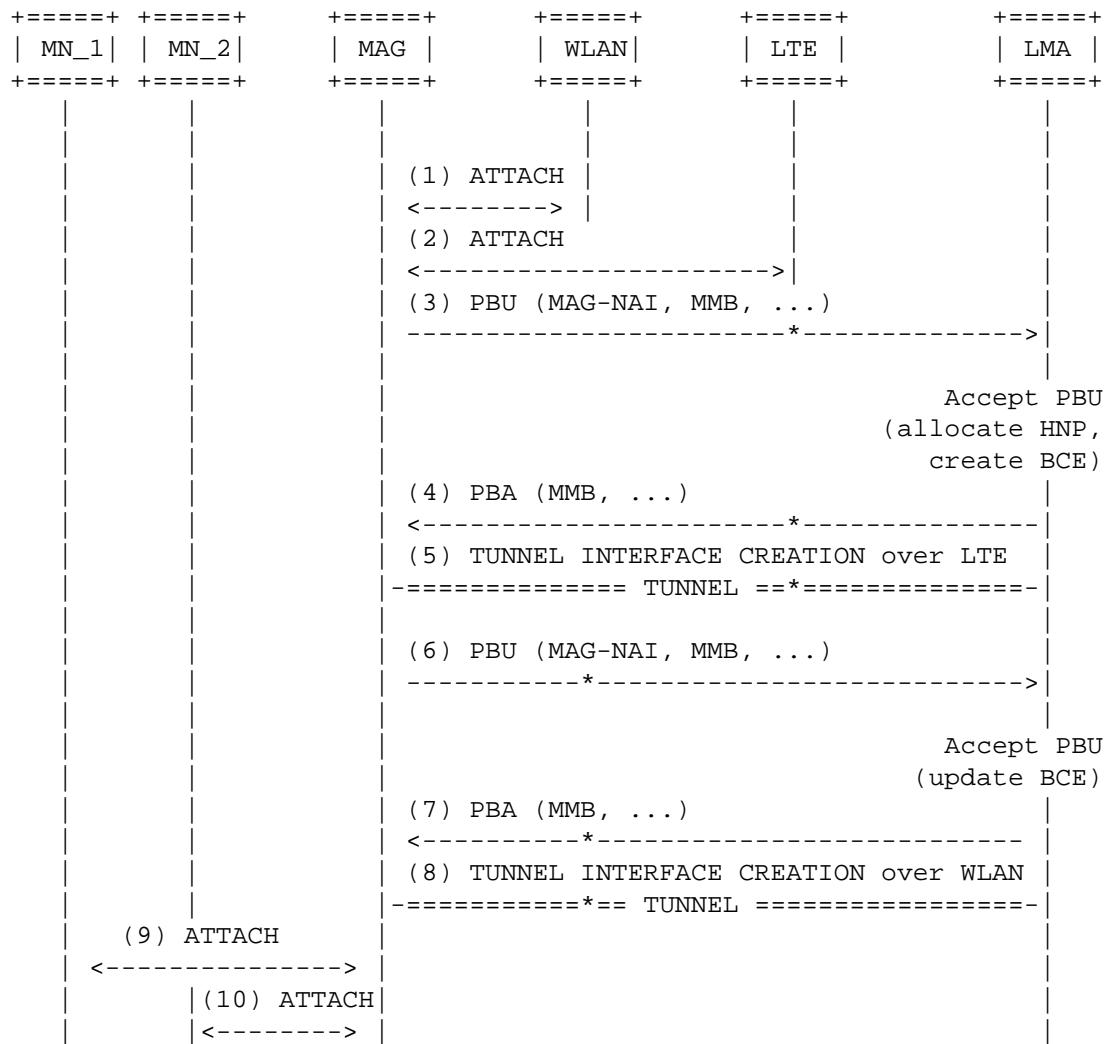 MN_1 MN_2 MAG WLAN LTE LMA
(1) ATTACH
(2) ATTACH
(3) PBU (MAG-NAI, MMB, ...)
Accept PBU
(allocate HNP,
create BCE)
(4) PBA (MMB, ...)
(5) TUNNEL INTERFACE CREATION over LTE
TUNNEL
(6) PBU (MAG-NAI, MMB, ...)
Accept PBU
(update BCE)
(7) PBA (MMB, ...)
(8) TUNNEL INTERFACE CREATION over WLAN
TUNNEL
(9) ATTACH
(10) ATTACH